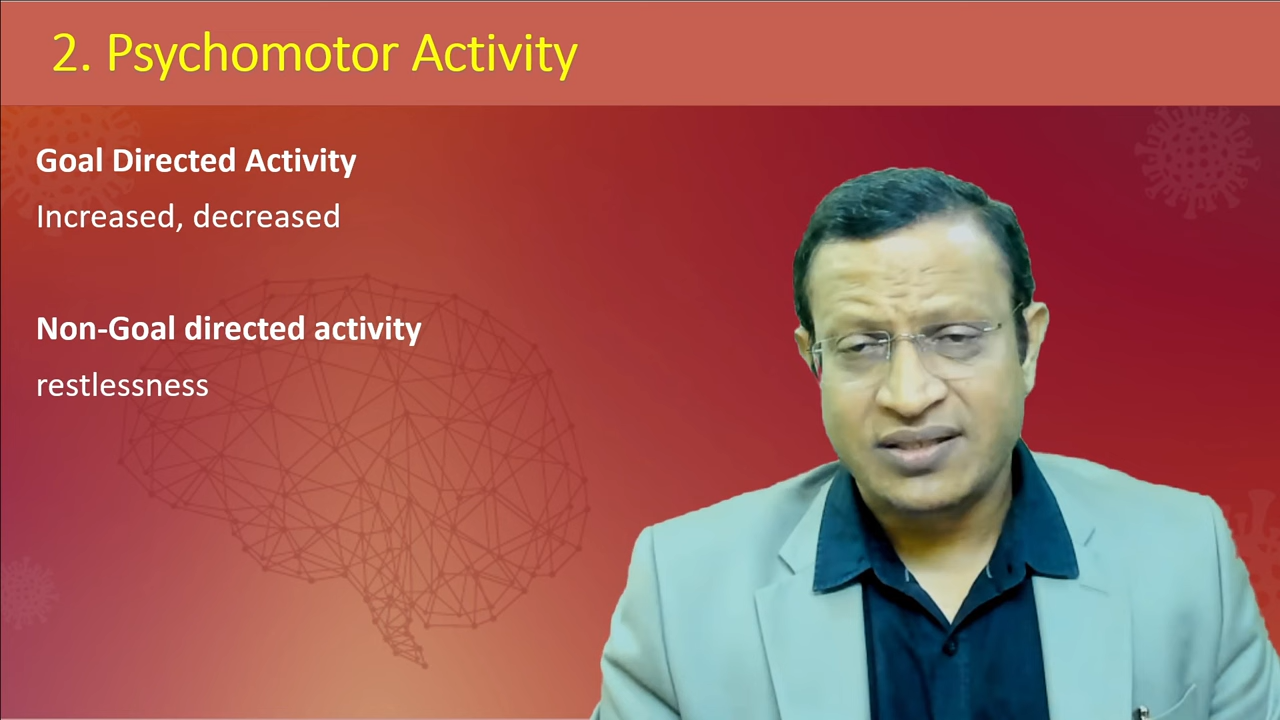 2. Psychomotor Activity
Goal Directed Activity
Increased, decreased
Non-Goal directed activity
restlessness